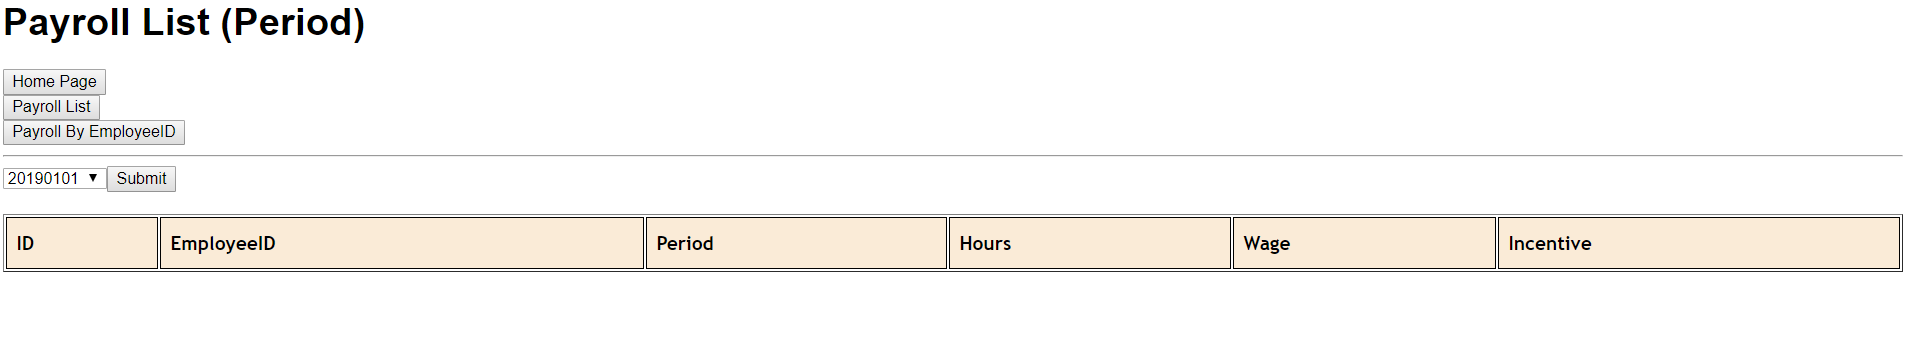 Payroll List (Period)
Home Page
Payroll List
Payroll By EmployeeID
20190101 Submit
ID EmployeeID Period Hours Wage Incentive